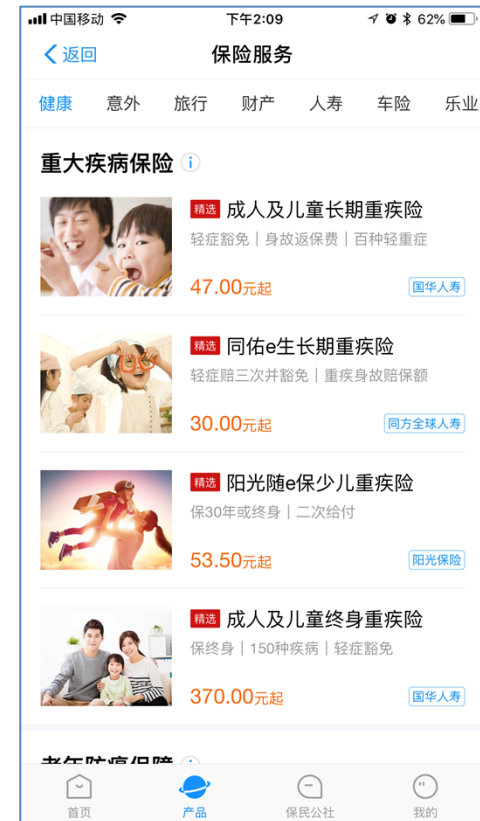 中国移动 下午2:09 62%
返回 保险服务
健康 意外 旅行 财产 人寿 车险 乐业
重大疾病保险
精选 成人及儿童长期重疾险
轻症豁免｜身故返保费｜百种轻重症
47.00元起 国华人寿
精选 同佑e生长期重疾险
轻症赔三次并豁免｜重疾身故赔保额
30.00元起 同方全球人寿
精选 阳光随e保少儿重疾险
保30年或终身｜二次给付
53.50元起 阳光保险
精选 成人及儿童终身重疾险
保终身｜150种疾病｜轻症豁免
370.00元起 国华人寿
老年防癌保障
首页 产品 保民公社 我的